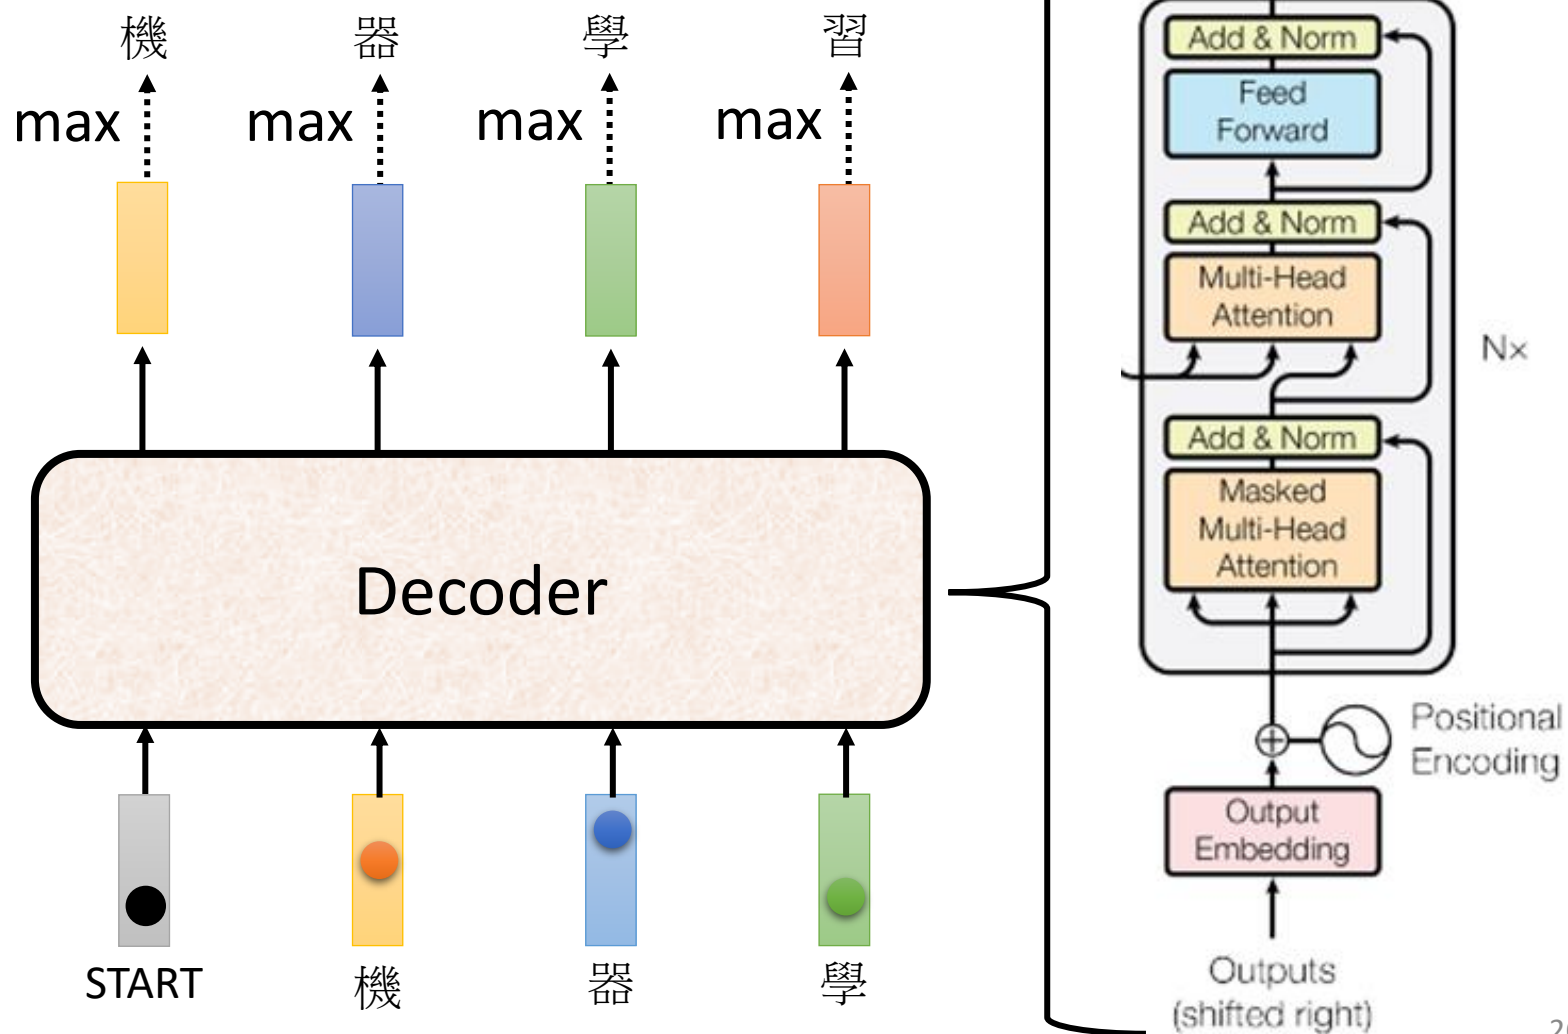 機 器 學 習
max max max max
Decoder
START 機 器 學
Add & Norm
Feed
Forward
Add & Norm
Multi-Head
Attention
Nx
Add & Norm
Masked
Multi-Head
Attention
Positional
Encoding
Output
Embedding
Outputs
(shifted right)